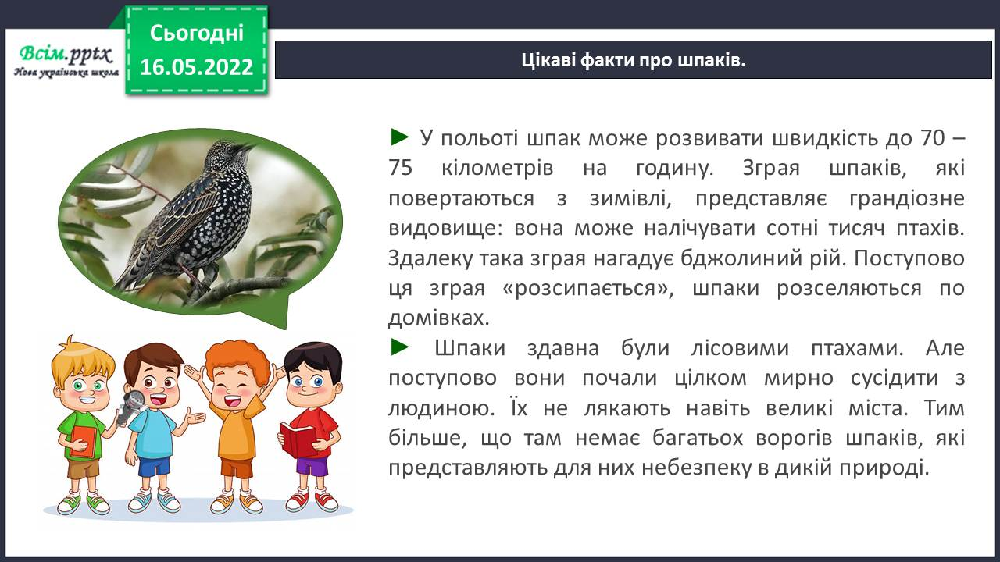 Сьогодні
16.05.2022
Всім.pptx
Нова українська школа
Цікаві факти про шпаків.
► У польоті шпак може розвивати швидкість до 70 –
75 кілометрів на годину. Зграя шпаків, які
повертаються з зимівлі, представляє грандіозне
видовище: вона може налічувати сотні тисяч птахів.
Здалеку така зграя нагадує бджолиний рій. Поступово
ця зграя «розсипається», шпаки розселяються по
домівках.
► Шпаки здавна були лісовими птахами. Але
поступово вони почали цілком мирно сусідити з
людиною. Їх не лякають навіть великі міста. Тим
більше, що там немає багатьох ворогів шпаків, які
представляють для них небезпеку в дикій природі.